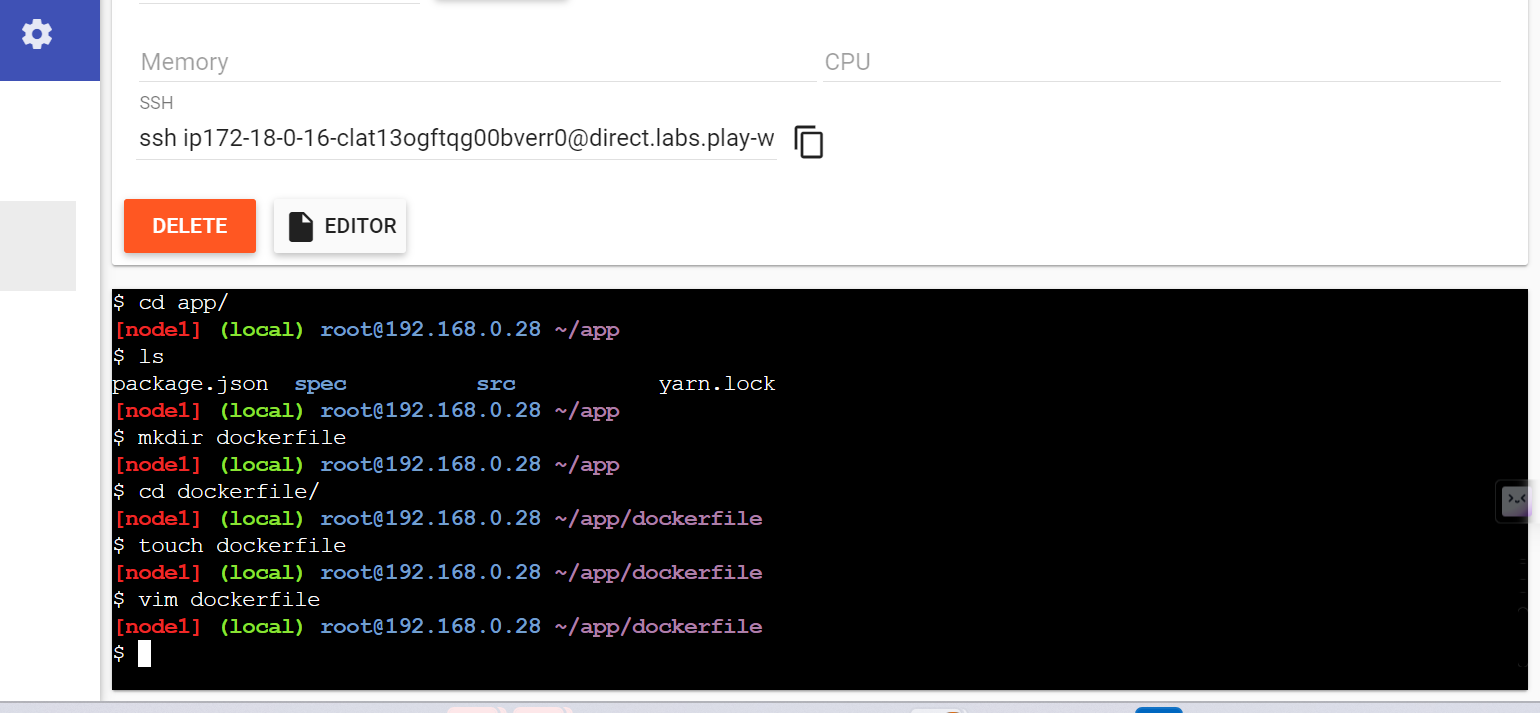 Memory CPU
SSH
ssh ip172-18-0-16-clat13ogftqg00bverr0@direct.labs.play-w
DELETE EDITOR
$ cd app/
[node1] (local) root@192.168.0.28 ~/app
$ ls
package.json spec src yarn.lock
[node1] (local) root@192.168.0.28 ~/app
$ mkdir dockerfile
[node1] (local) root@192.168.0.28 ~/app
$ cd dockerfile/
[node1] (local) root@192.168.0.28 ~/app/dockerfile
$ touch dockerfile
[node1] (local) root@192.168.0.28 ~/app/dockerfile
$ vim dockerfile
[node1] (local) root@192.168.0.28 ~/app/dockerfile
$